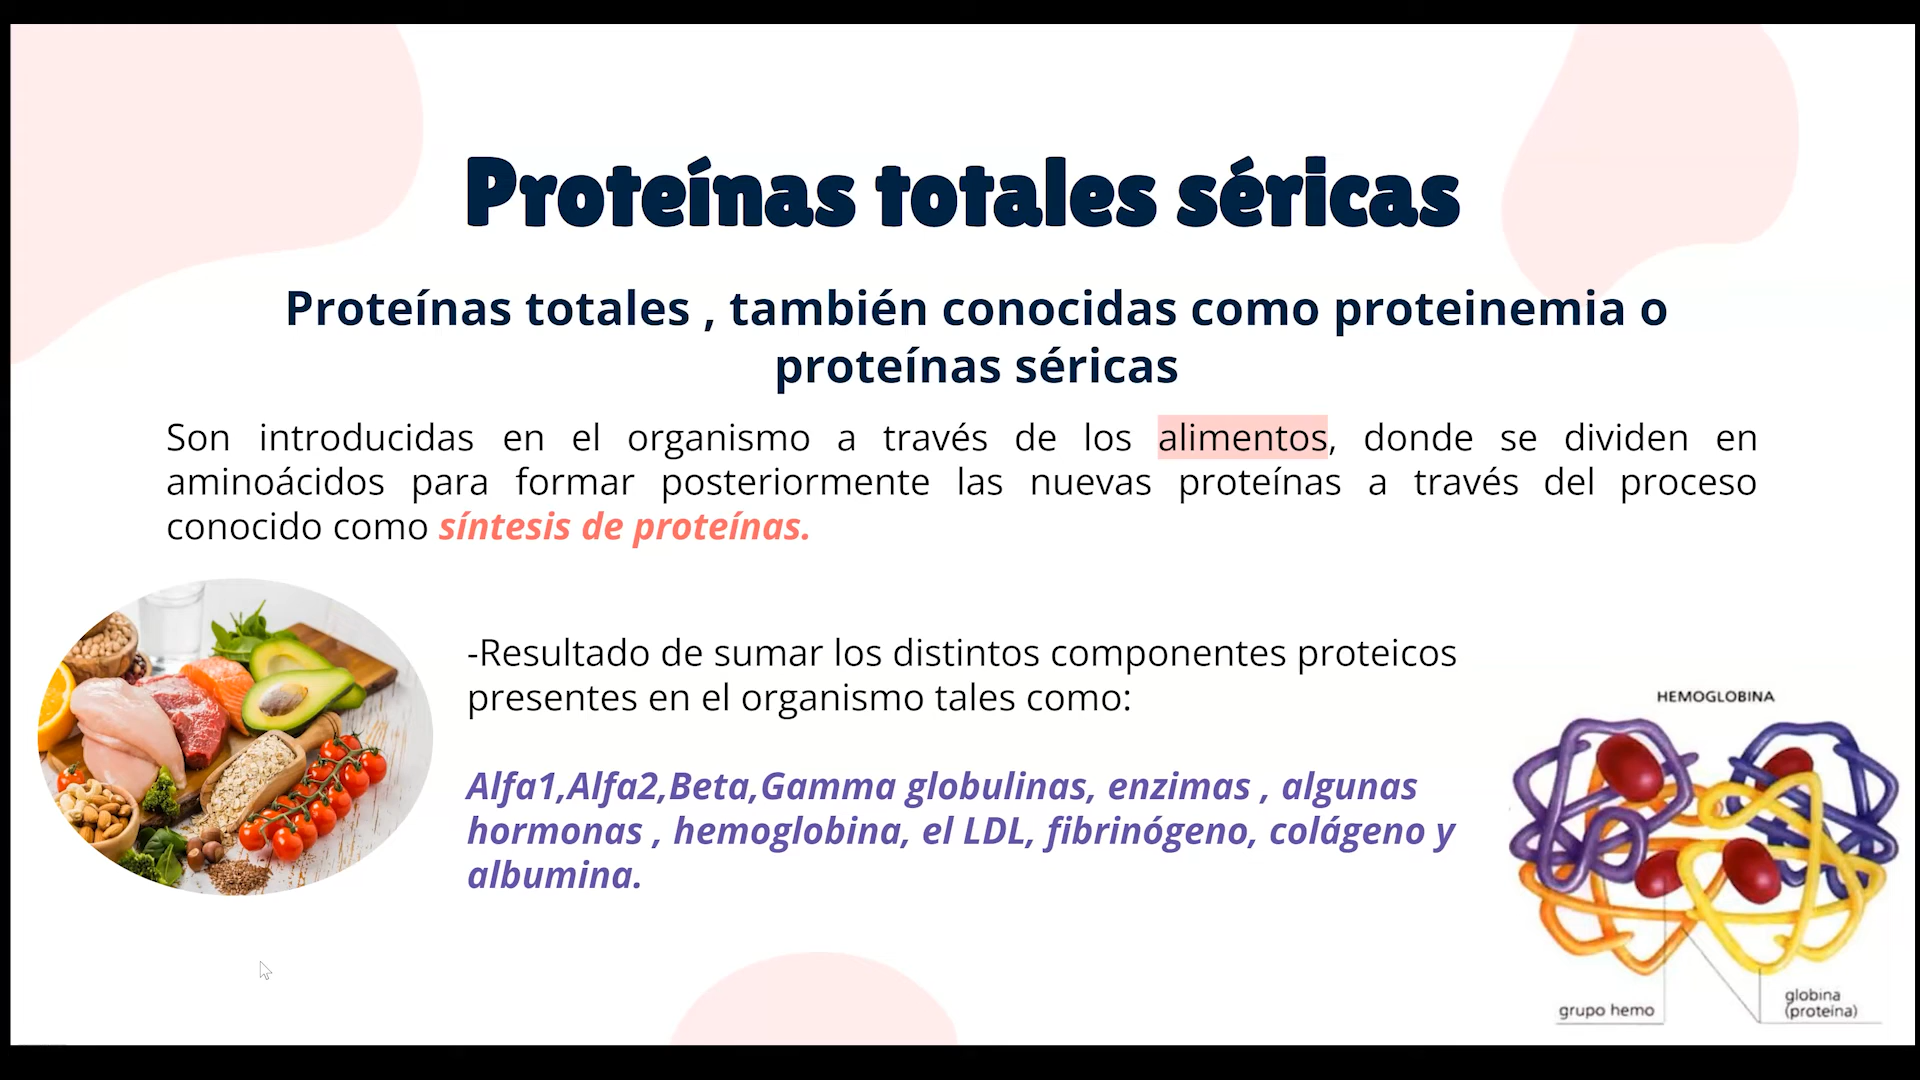 Proteínas totales séricas
Proteínas totales , también conocidas como proteinemia o
proteínas séricas
Son introducidas en el organismo a través de los alimentos, donde se dividen en
aminoácidos para formar posteriormente las nuevas proteínas a través del proceso
conocido como síntesis de proteínas.
-Resultado de sumar los distintos componentes proteicos
presentes en el organismo tales como:
Alfa1,Alfa2,Beta,Gamma globulinas, enzimas , algunas
hormonas , hemoglobina, el LDL, fibrinógeno, colágeno y
albumina.
HEMOGLOBINA
grupo hemo
globina
(proteína)